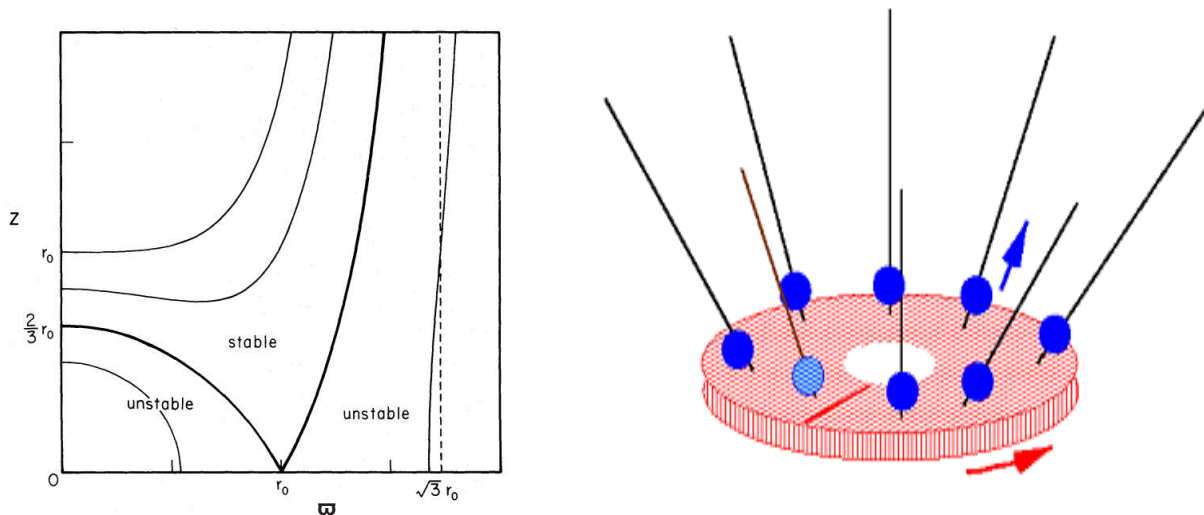 Z
r₀
2/3 r₀
stable
unstable
unstable
0
r₀
√3 r₀
ϖ